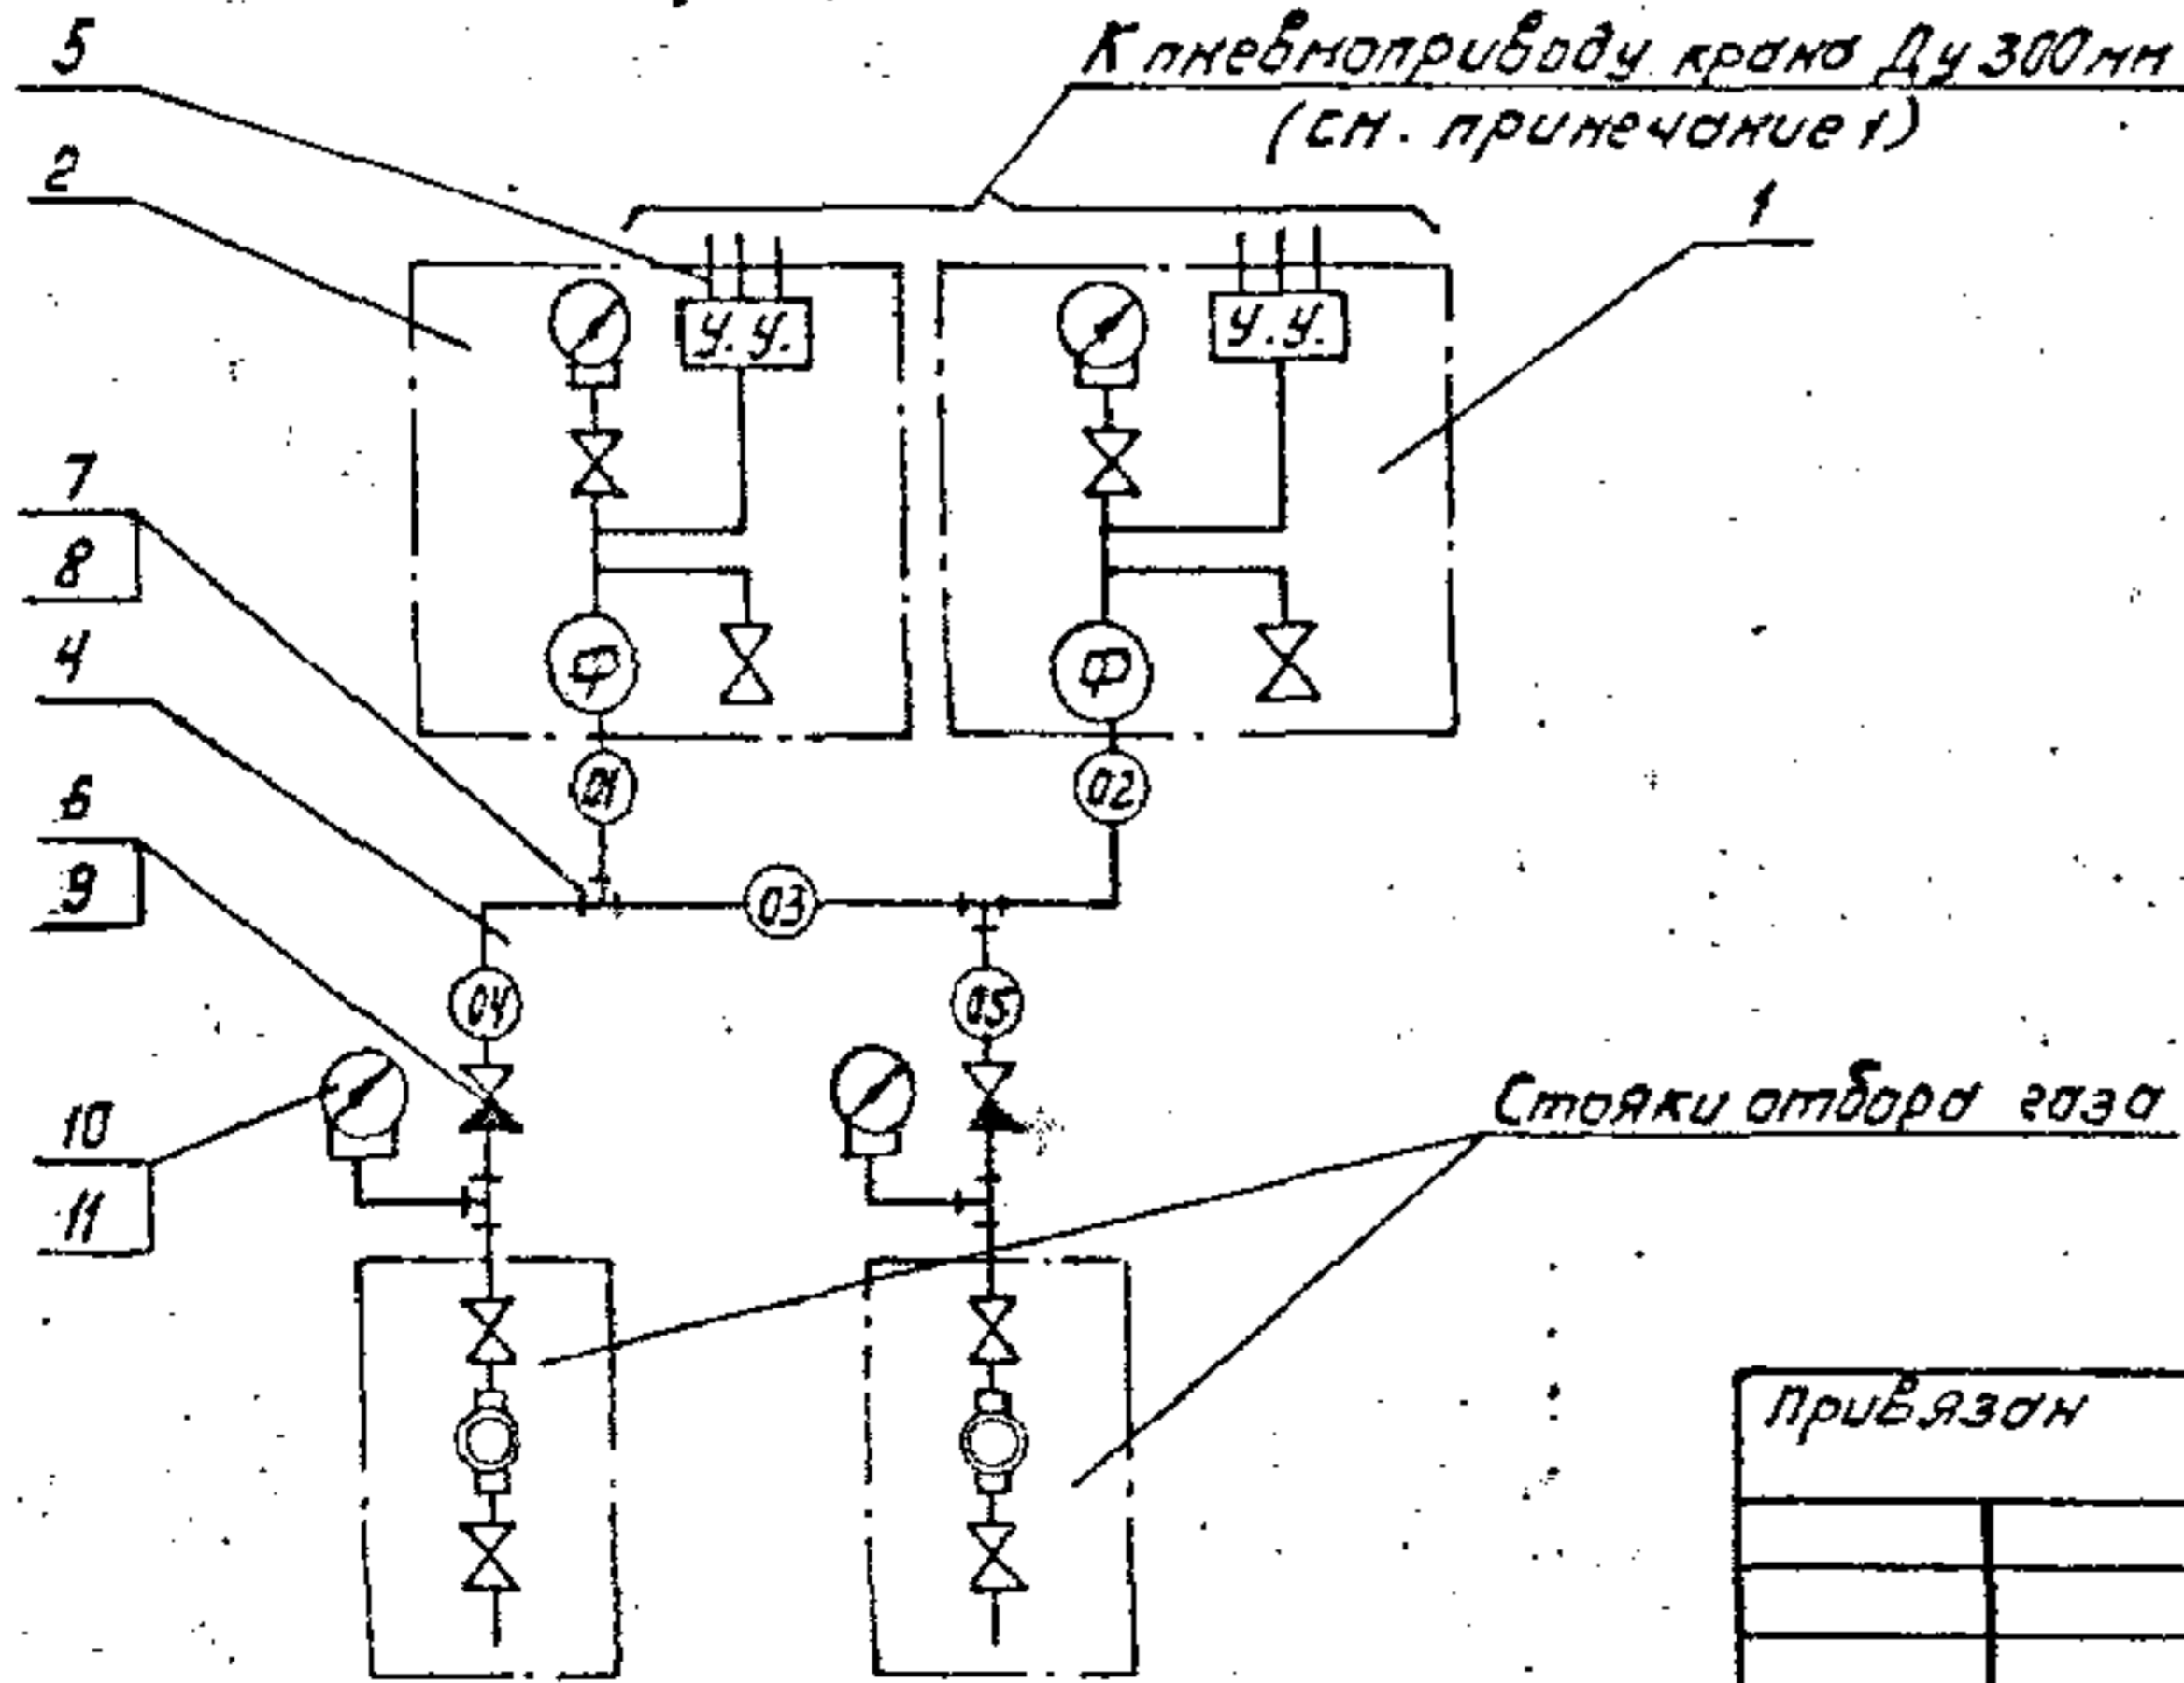 5
К пневмоприводу крана Ду 300мм
(см. примечание 1)
2
1
У.У.
У.У.
7
8
4
Ф
Ф
6
9
01
02
03
04
05
10
11
Стояки отбора газа
Привязан